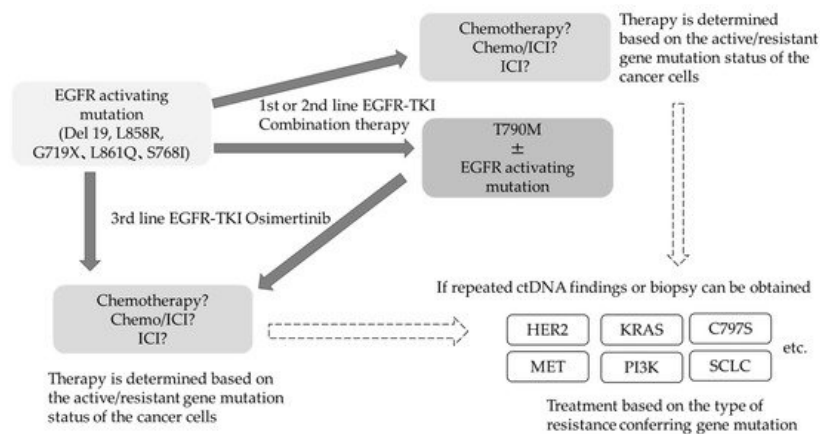 Chemotherapy?
Chemo/ICI?
ICI?
Therapy is determined
based on the active/resistant
gene mutation status of the
cancer cells
EGFR activating
mutation
(Del 19, L858R,
G719X、L861Q、S768I)
1st or 2nd line EGFR-TKI
Combination therapy
T790M
±
EGFR activating
mutation
3rd line EGFR-TKI Osimertinib
Chemotherapy?
Chemo/ICI?
ICI?
Therapy is determined based on
the active/resistant gene mutation
status of the cancer cells
If repeated ctDNA findings or biopsy can be obtained
HER2
KRAS
C797S
MET
PI3K
SCLC
etc.
Treatment based on the type of
resistance conferring gene mutation